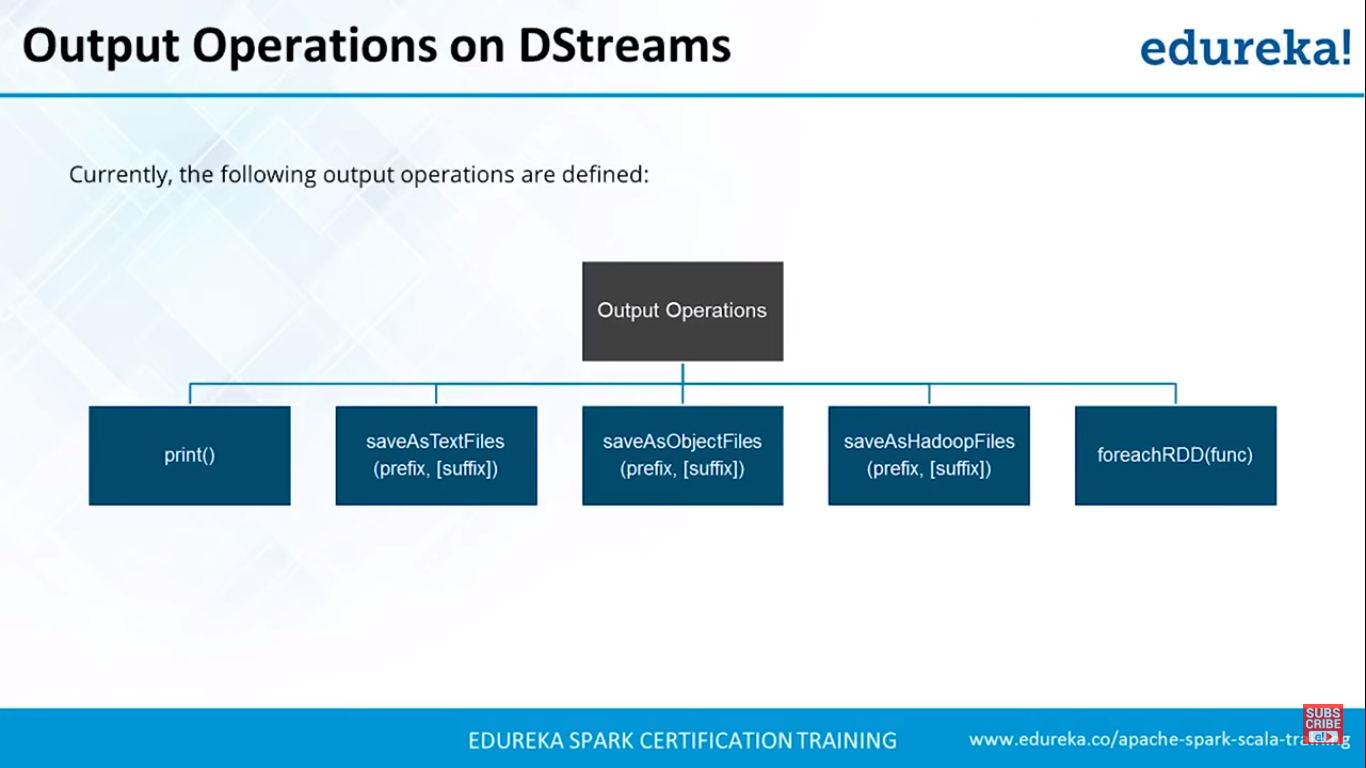 Output Operations on DStreams
edureka!
Currently, the following output operations are defined:
Output Operations
print()
saveAsTextFiles
(prefix, [suffix])
saveAsObjectFiles
(prefix, [suffix])
saveAsHadoopFiles
(prefix, [suffix])
foreachRDD(func)
EDUREKA SPARK CERTIFICATION TRAINING
www.edureka.co/apache-spark-scala-training
SUBS
CRIBE
e!